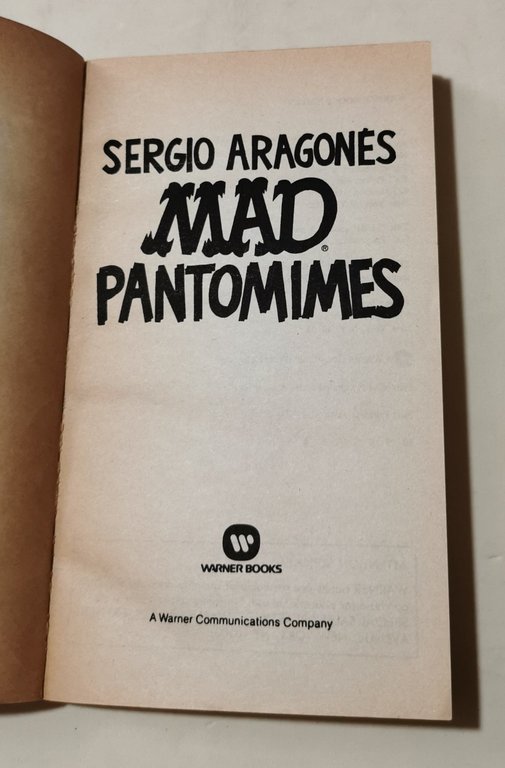 SERGIO ARAGONÉS
MAD®
PANTOMIMES
WARNER BOOKS
A Warner Communications Company